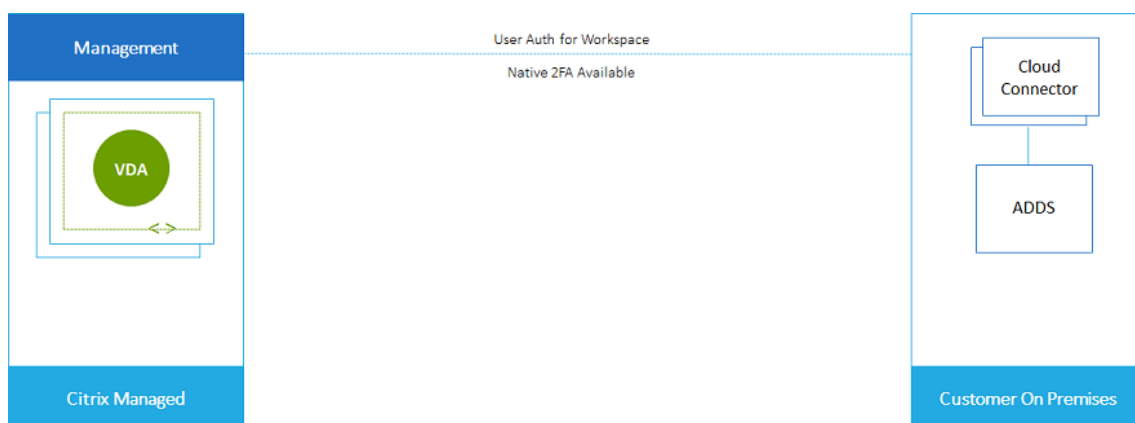 Management
VDA
Citrix Managed
User Auth for Workspace
Native 2FA Available
Cloud
Connector
ADDS
Customer On Premises